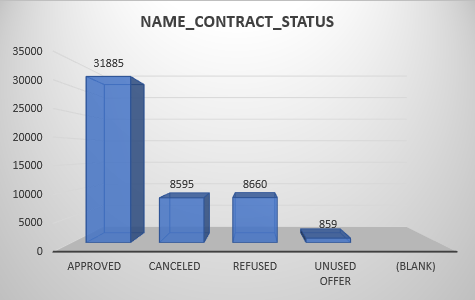 NAME_CONTRACT_STATUS
35000
30000
25000
20000
15000
10000
5000
0
31885
8595
8660
859
APPROVED
CANCELED
REFUSED
UNUSED
OFFER
(BLANK)